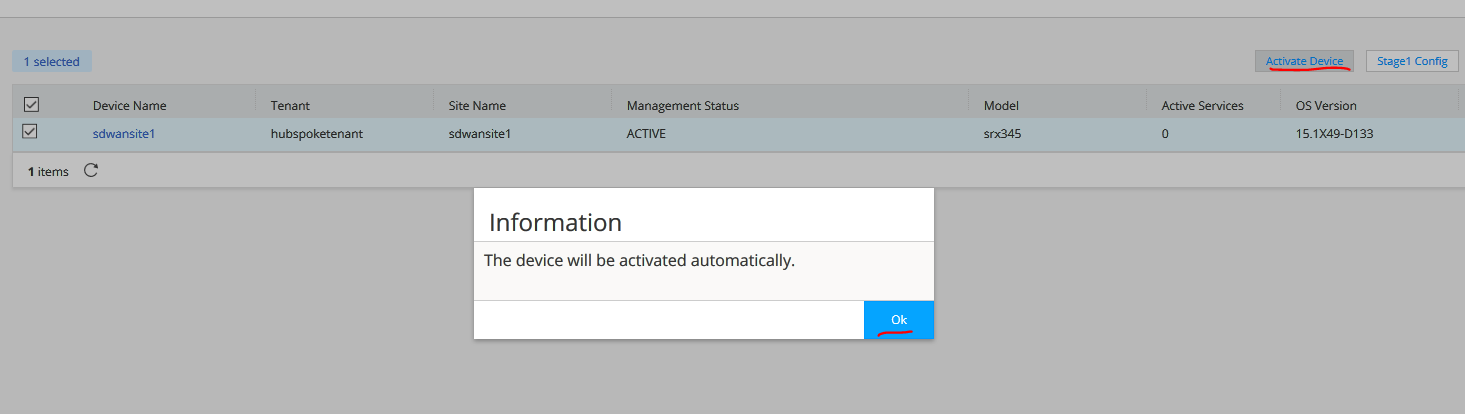 1 selected Activate Device Stage1 Config
Device Name Tenant Site Name Management Status Model Active Services OS Version
sdwansite1 hubspoketenant sdwansite1 ACTIVE srx345 0 15.1X49-D133
1 items
Information
The device will be activated automatically.
Ok